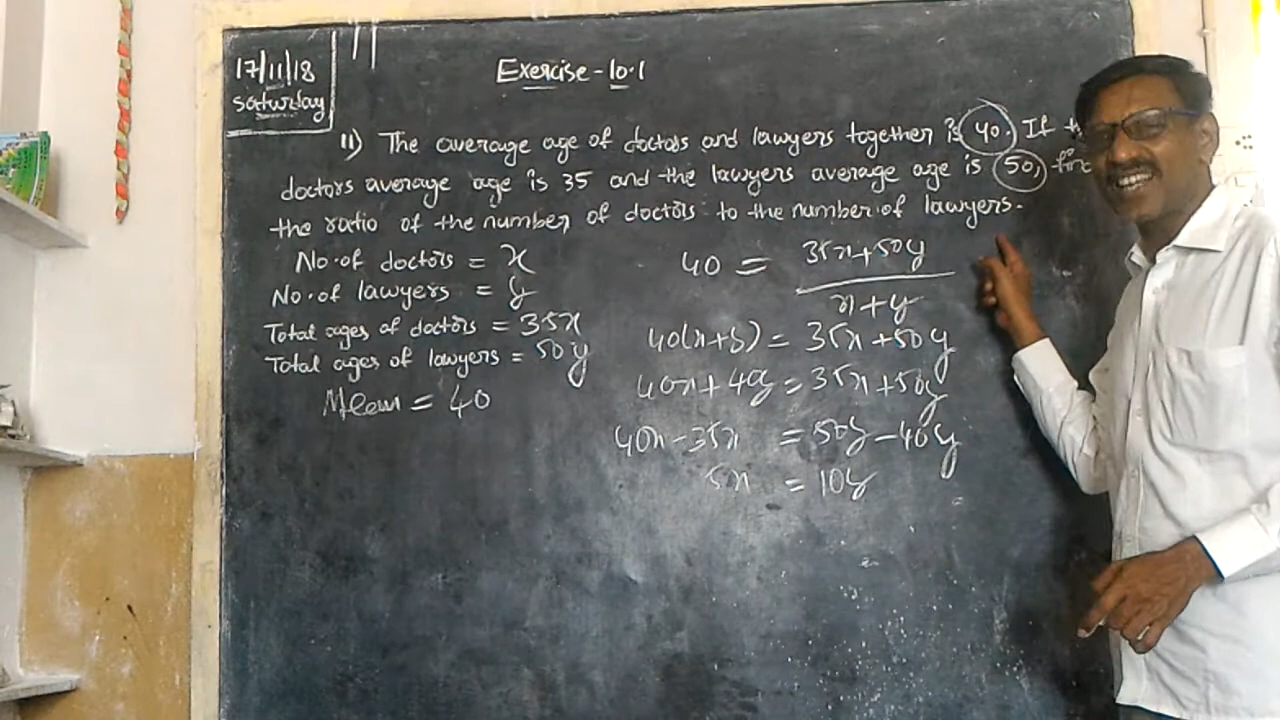 17/11/18
Saturday
Exercise - 10.1
11) The average age of doctors and lawyers together is 40. If
doctors average age is 35 and the lawyers average age is 50,
the ratio of the number of doctors to the number of lawyers.
No. of doctors = x
No. of lawyers = y
Total ages of doctors = 35x
Total ages of lawyers = 50y
Mean = 40
40 = 35x+50y
x+y
40(x+y) = 35x+50y
40x+40y = 35x+50y
40x-35x = 50y-40y
5x = 10y